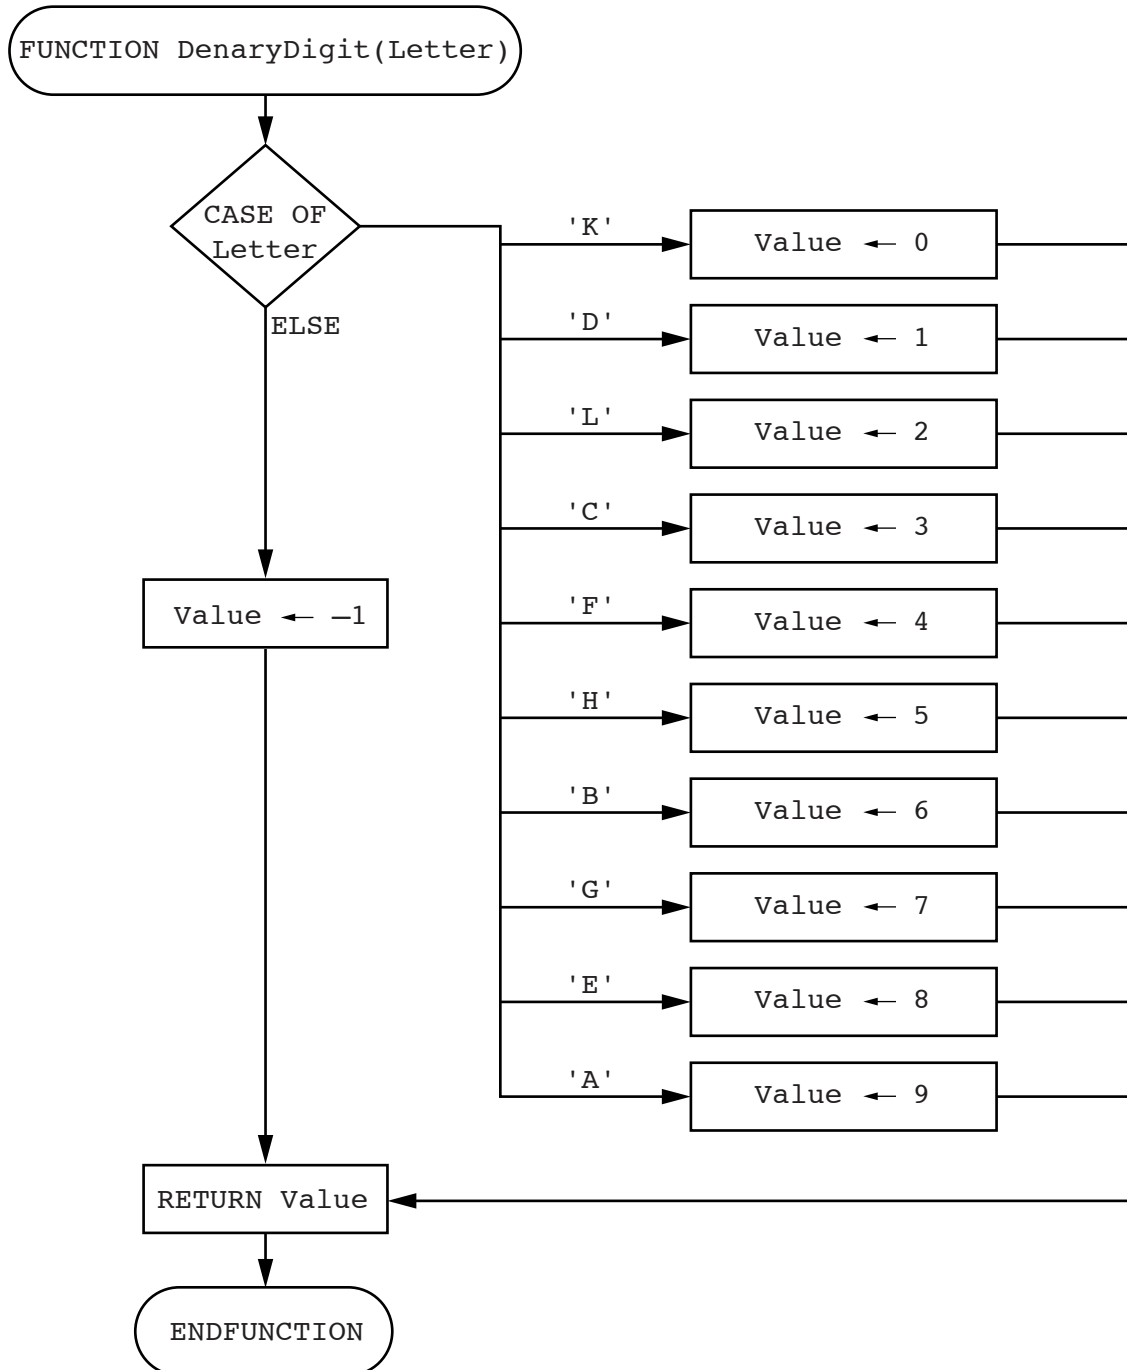 FUNCTION DenaryDigit(Letter)
CASE OF
Letter
ELSE
'K'
Value ← 0
'D'
Value ← 1
'L'
Value ← 2
'C'
Value ← 3
'F'
Value ← 4
Value ← –1
'H'
Value ← 5
'B'
Value ← 6
'G'
Value ← 7
'E'
Value ← 8
'A'
Value ← 9
RETURN Value
ENDFUNCTION